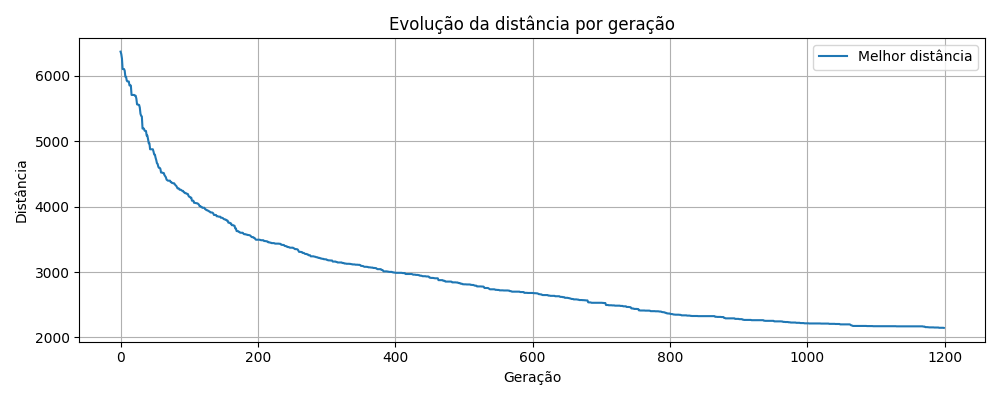 Evolução da distância por geração
Melhor distância
6000
5000
4000
3000
2000
Distância
0 200 400 600 800 1000 1200
Geração